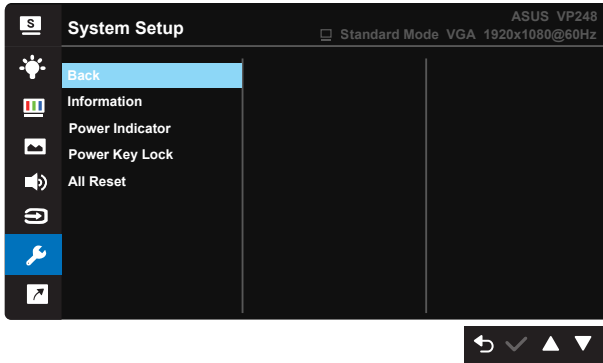 S
System Setup
ASUS VP248
Standard Mode VGA 1920x1080@60Hz
Back
Information
Power Indicator
Power Key Lock
All Reset